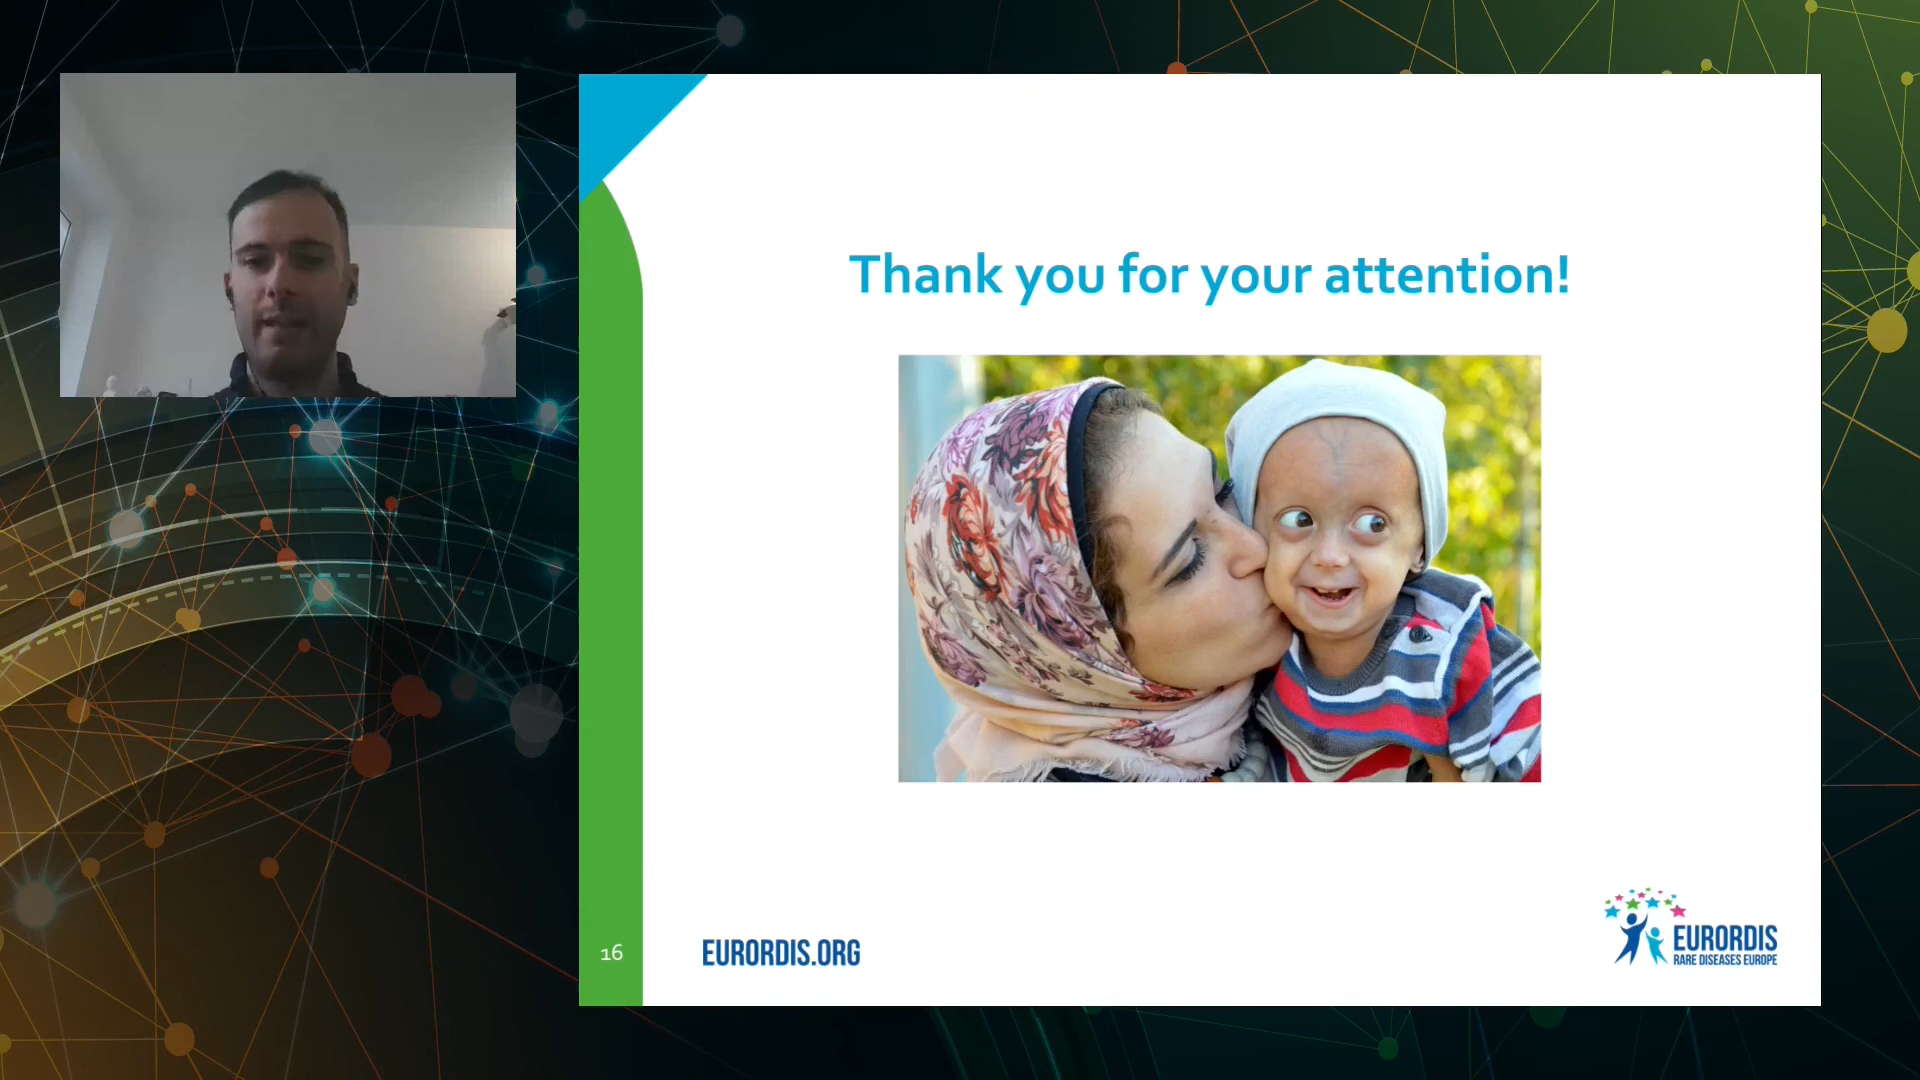 Thank you for your attention!
16
EURORDIS.ORG
EURORDIS
RARE DISEASES EUROPE